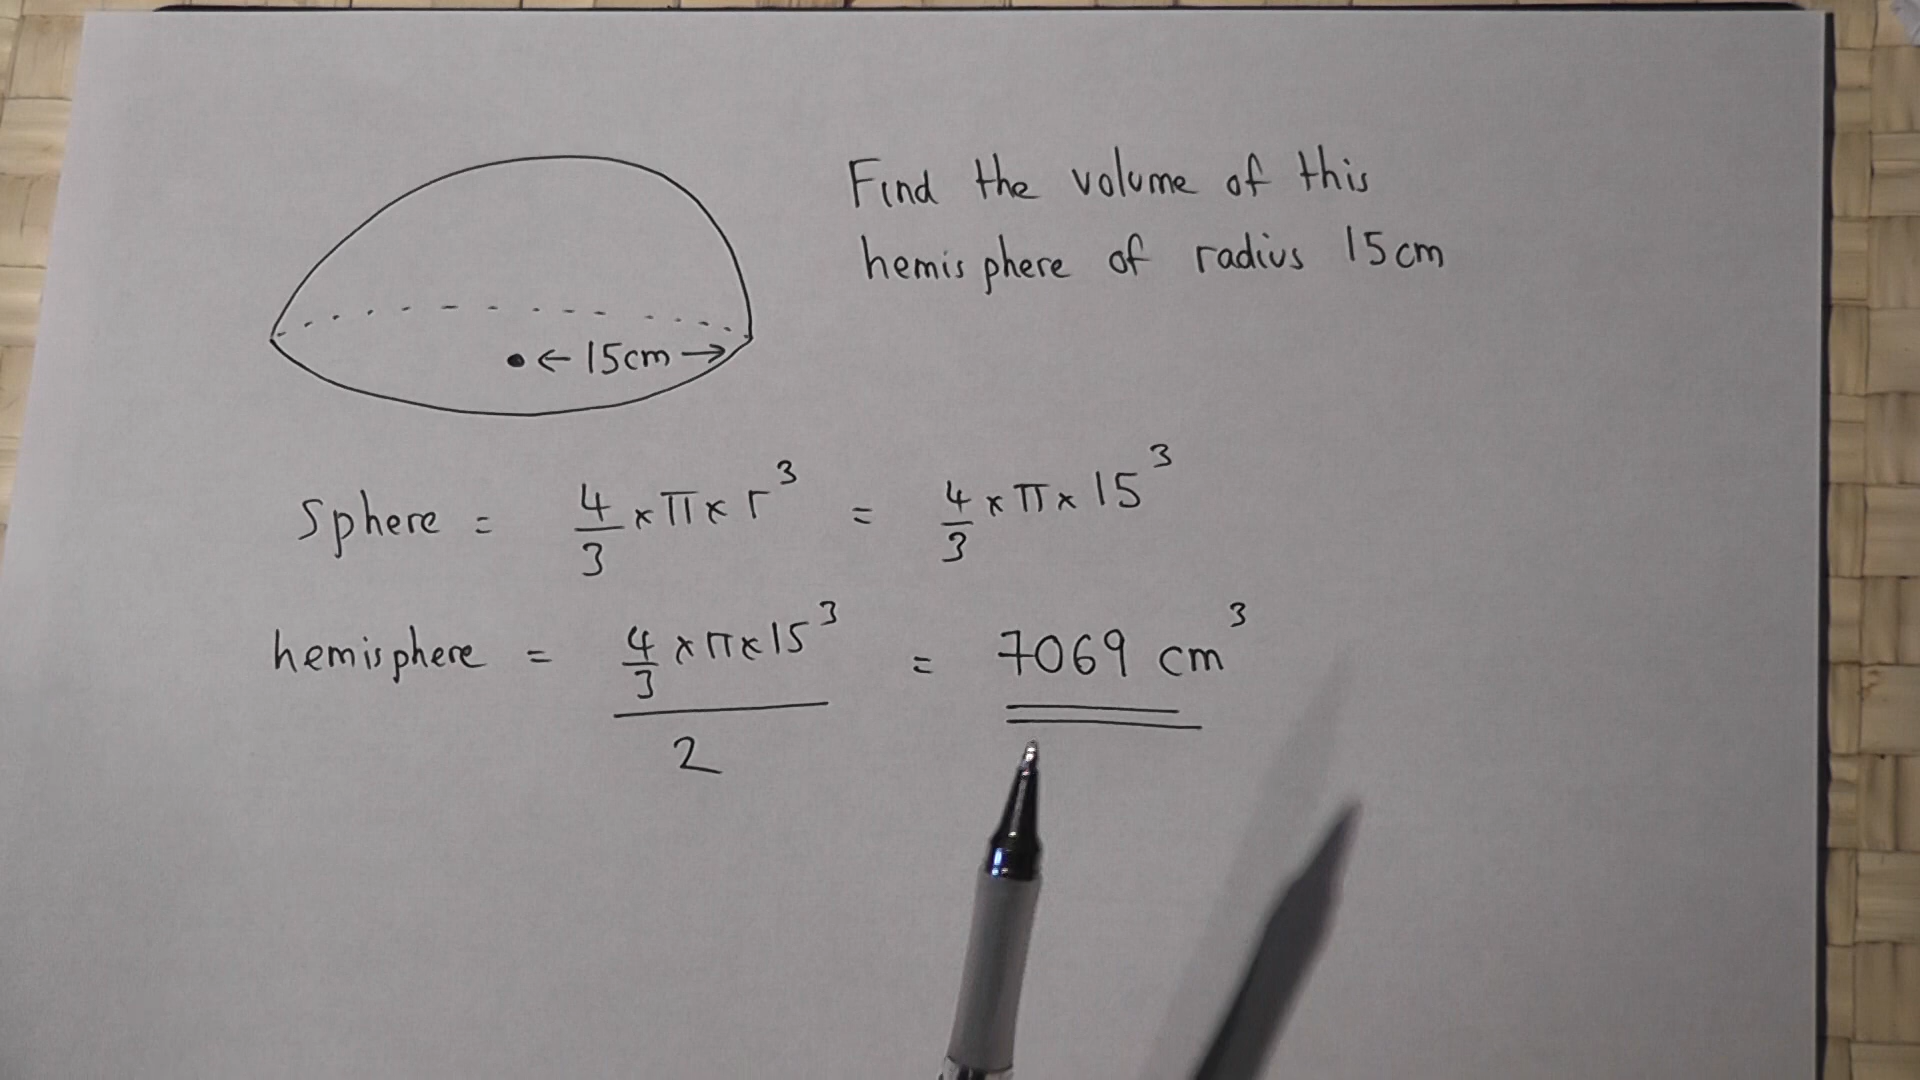 Find the volume of this
hemisphere of radius 15cm
← 15cm →
Sphere = 4/3 × π × r³ = 4/3 × π × 15³
hemisphere = (4/3 × π × 15³)/2 = 7069 cm³